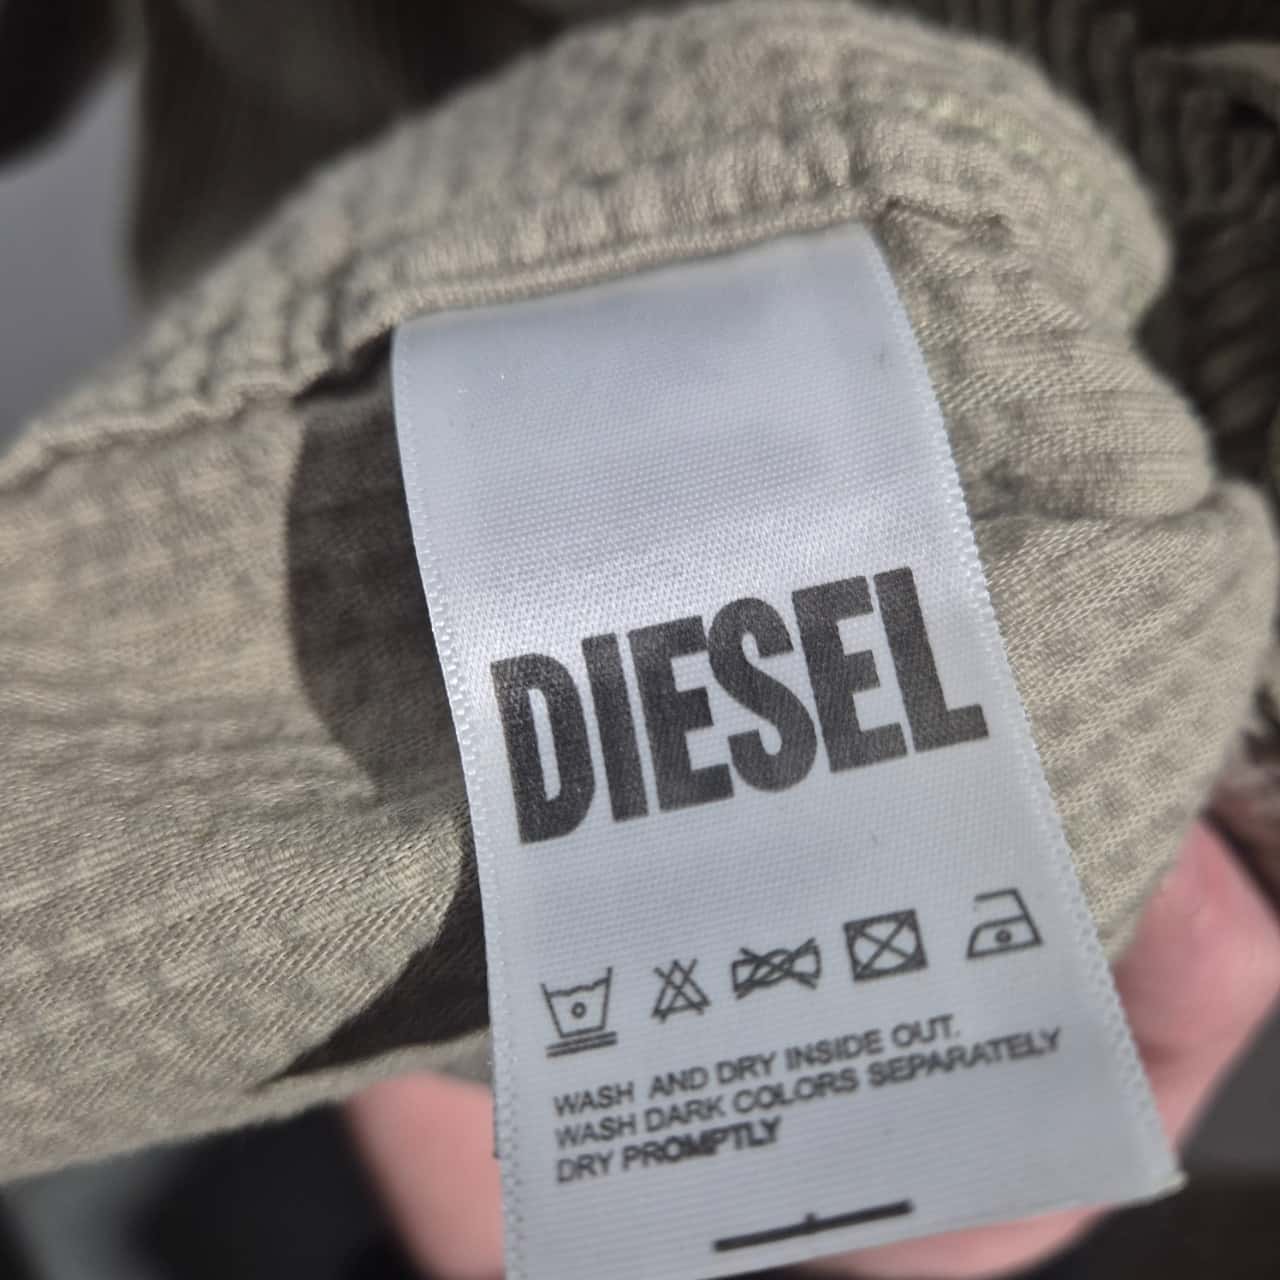 DIESEL
WASH AND DRY INSIDE OUT.
WASH DARK COLORS SEPARATELY
DRY PROMPTLY